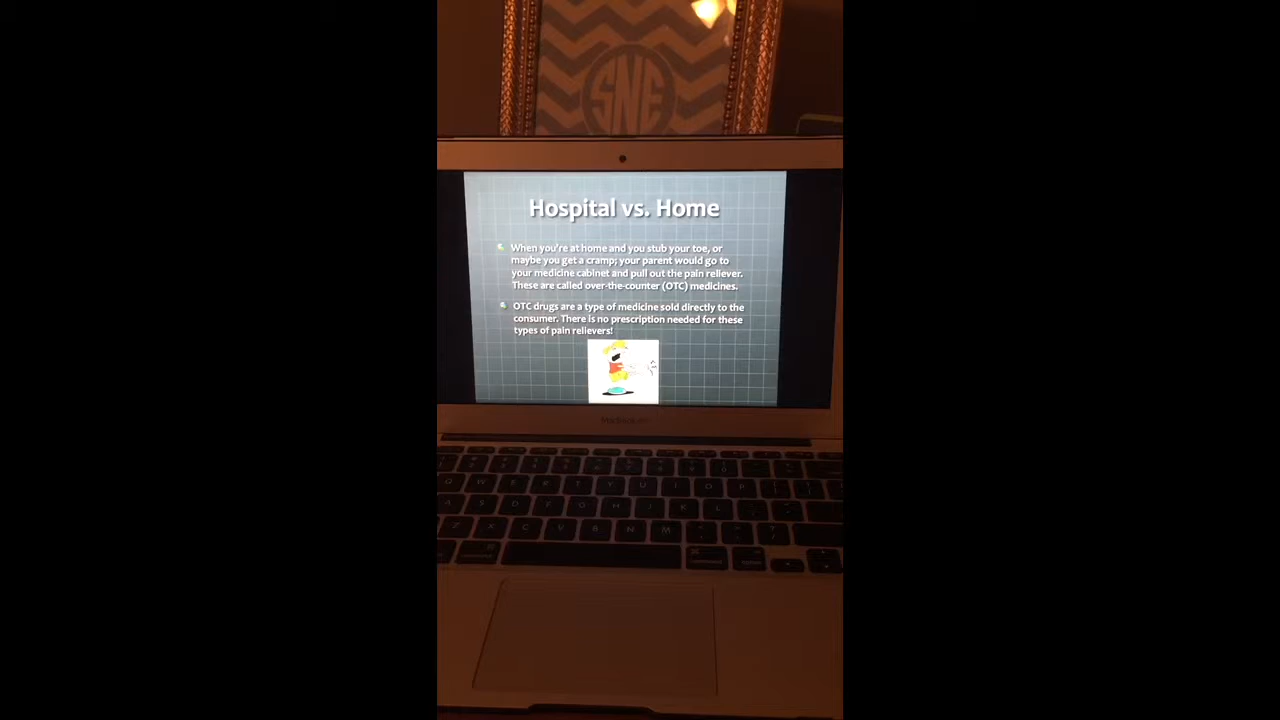 SNE
Hospital vs. Home
When you're at home and you stub your toe, or
maybe you get a cramp; your parent would go to
your medicine cabinet and pull out the pain reliever.
These are called over-the-counter (OTC) medicines.
OTC drugs are a type of medicine sold directly to the
consumer. There is no prescription needed for these
types of pain relievers!
Q W E R T Y U I O P
A S D F G H J K L
Z X C V B N M